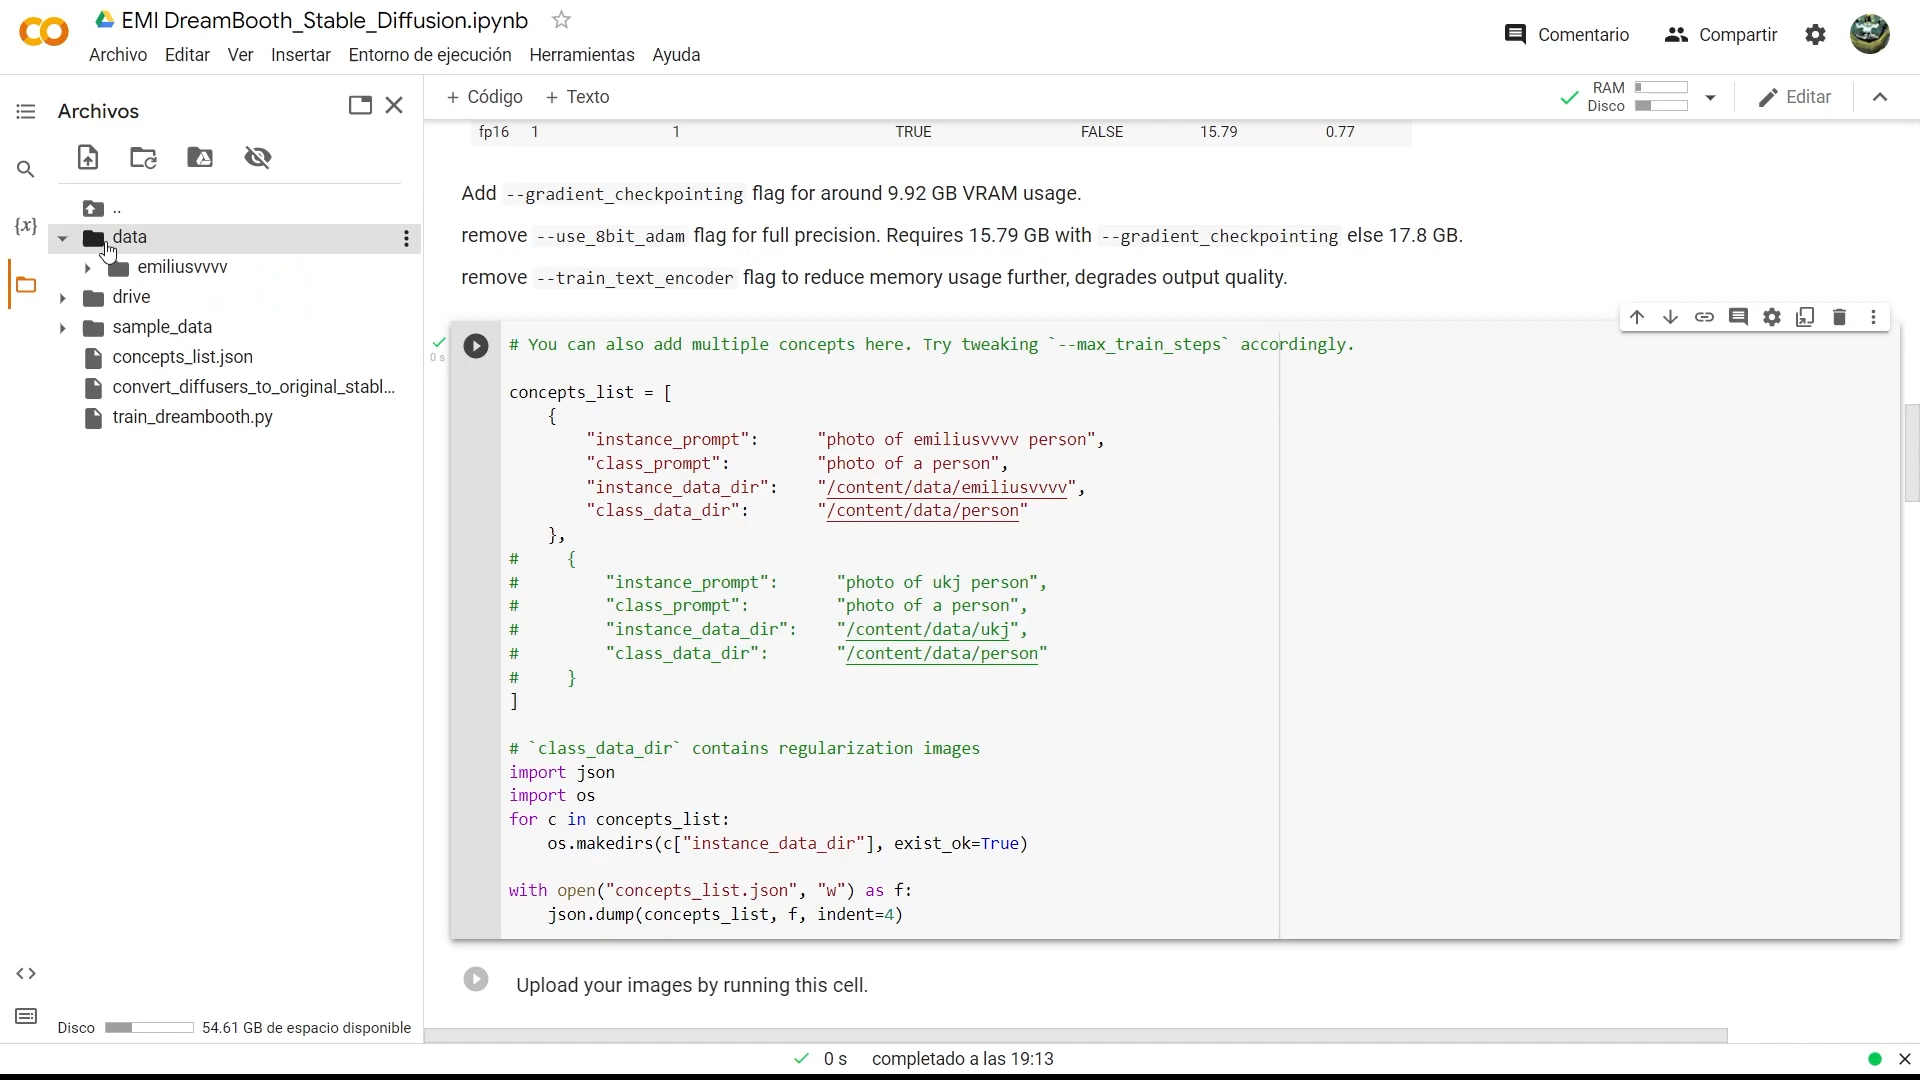 EMI DreamBooth_Stable_Diffusion.ipynb
Archivo Editar Ver Insertar Entorno de ejecución Herramientas Ayuda
Comentario Compartir
Archivos
+ Código + Texto
RAM
Disco
Editar
..
data
emiliusvvvv
drive
sample_data
concepts_list.json
convert_diffusers_to_original_stabl...
train_dreambooth.py
Disco 54.61 GB de espacio disponible
fp16 1 1 TRUE FALSE 15.79 0.77
Add --gradient_checkpointing flag for around 9.92 GB VRAM usage.
remove --use_8bit_adam flag for full precision. Requires 15.79 GB with --gradient_checkpointing else 17.8 GB.
remove --train_text_encoder flag to reduce memory usage further, degrades output quality.
0 s
# You can also add multiple concepts here. Try tweaking `--max_train_steps` accordingly.
concepts_list = [
{
"instance_prompt": "photo of emiliusvvvv person",
"class_prompt": "photo of a person",
"instance_data_dir": "/content/data/emiliusvvvv",
"class_data_dir": "/content/data/person"
},
# {
# "instance_prompt": "photo of ukj person",
# "class_prompt": "photo of a person",
# "instance_data_dir": "/content/data/ukj",
# "class_data_dir": "/content/data/person"
# }
]
# `class_data_dir` contains regularization images
import json
import os
for c in concepts_list:
os.makedirs(c["instance_data_dir"], exist_ok=True)
with open("concepts_list.json", "w") as f:
json.dump(concepts_list, f, indent=4)
Upload your images by running this cell.
0 s completado a las 19:13